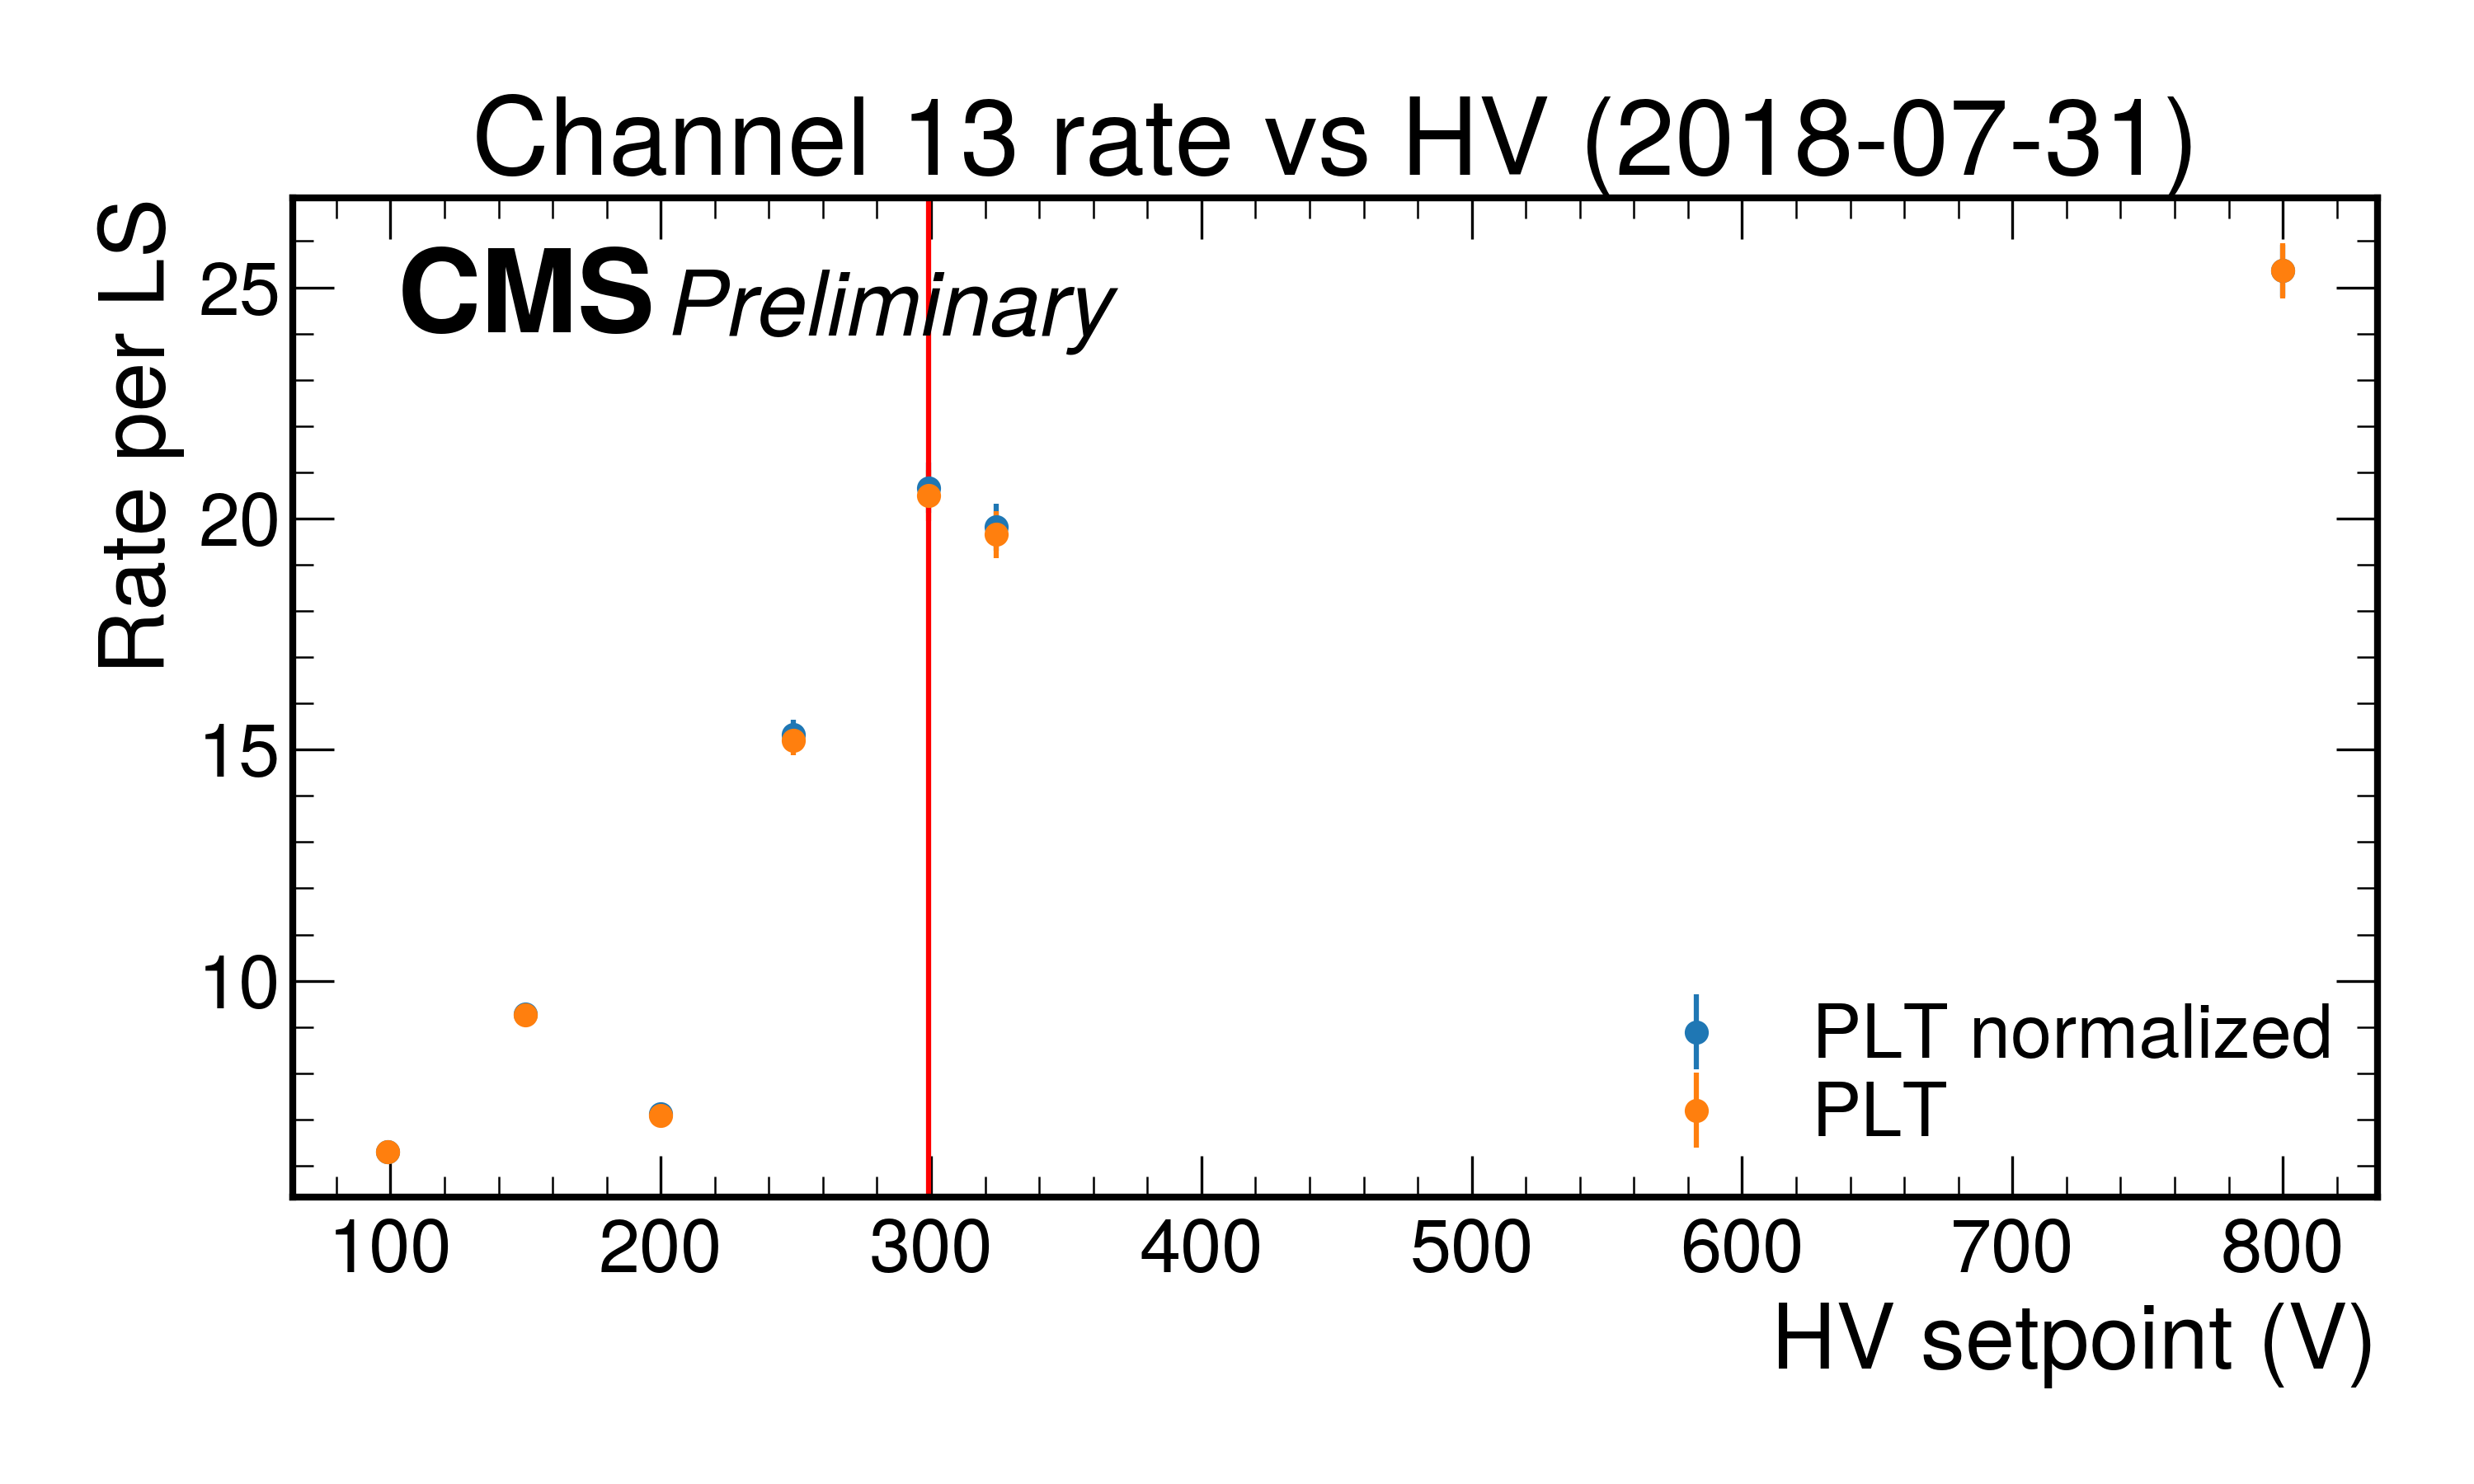 Channel 13 rate vs HV (2018-07-31)
CMS Preliminary
Rate per LS
25
20
15
10
PLT normalized
PLT
100 200 300 400 500 600 700 800
HV setpoint (V)